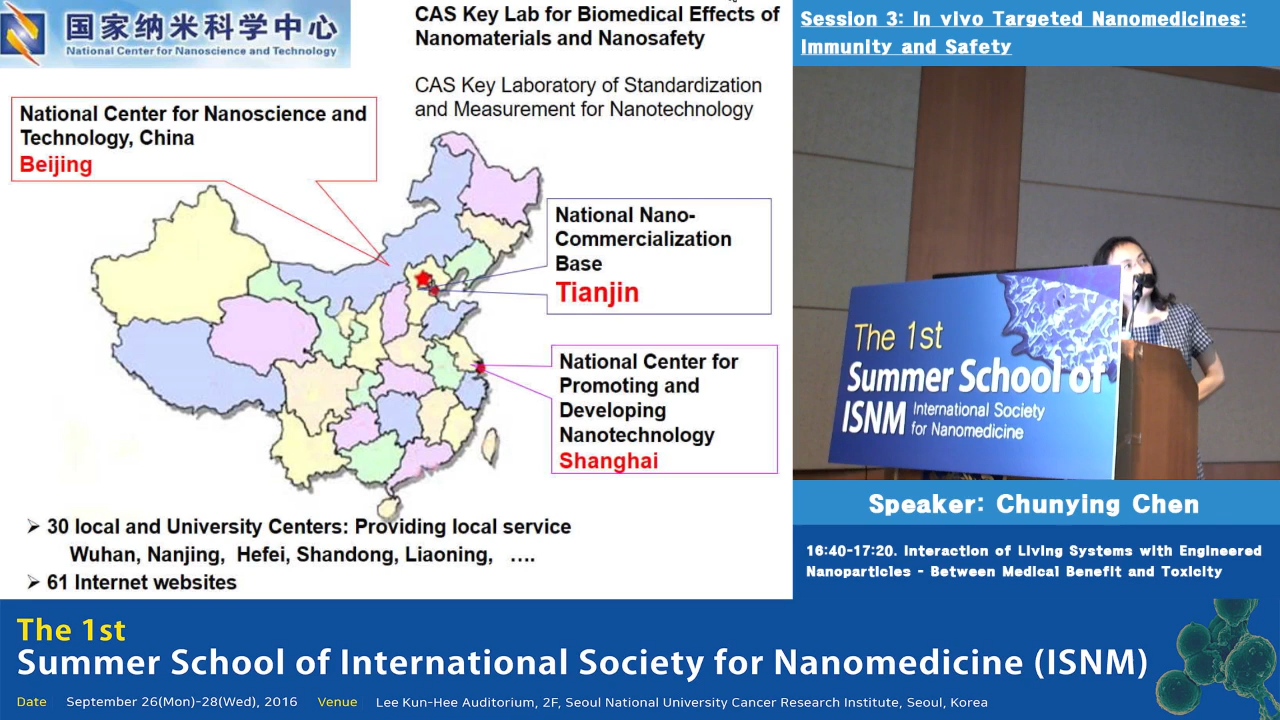 国家纳米科学中心
National Center for Nanoscience and Technology
CAS Key Lab for Biomedical Effects of
Nanomaterials and Nanosafety
CAS Key Laboratory of Standardization
and Measurement for Nanotechnology
National Center for Nanoscience and
Technology, China
Beijing
National Nano-
Commercialization
Base
Tianjin
National Center for
Promoting and
Developing
Nanotechnology
Shanghai
➢ 30 local and University Centers: Providing local service
Wuhan, Nanjing, Hefei, Shandong, Liaoning, ....
➢ 61 Internet websites
Session 3: In vivo Targeted Nanomedicines:
Immunity and Safety
The 1st
Summer School of
ISNM International Society
for Nanomedicine
Speaker: Chunying Chen
16:40-17:20. Interaction of Living Systems with Engineered
Nanoparticles - Between Medical Benefit and Toxicity
The 1st
Summer School of International Society for Nanomedicine (ISNM)
Date September 26(Mon)-28(Wed), 2016 Venue Lee Kun-Hee Auditorium, 2F, Seoul National University Cancer Research Institute, Seoul, Korea